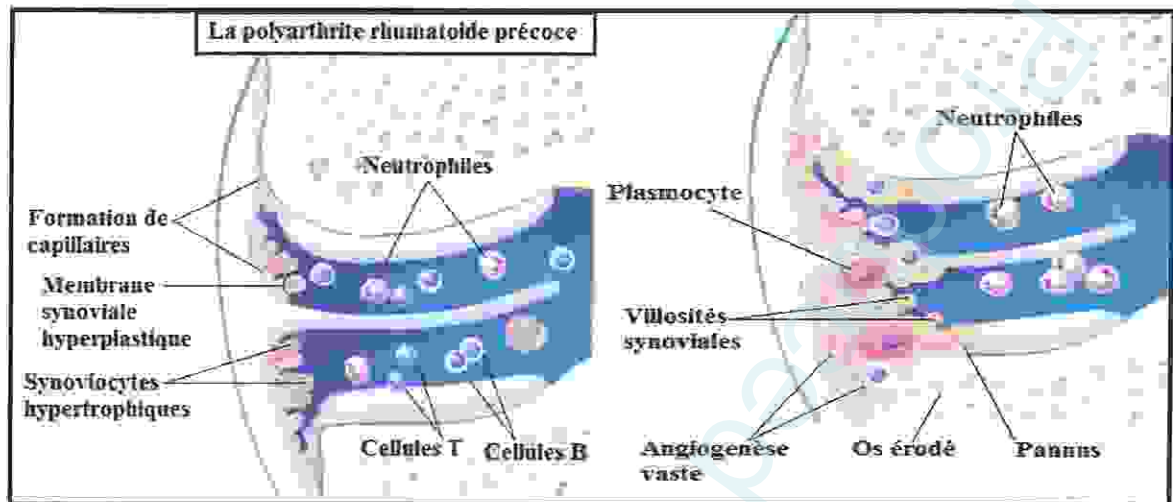 La polyarthrite rhumatoïde précoce
Neutrophiles
Formation de
capillaires
Membrane
synoviale
hyperplastique
Synoviocytes
hypertrophiques
Cellules T
Cellules B
Neutrophiles
Plasmocyte
Villosités
synoviales
Angiogenèse
vaste
Os érodé
Pannus